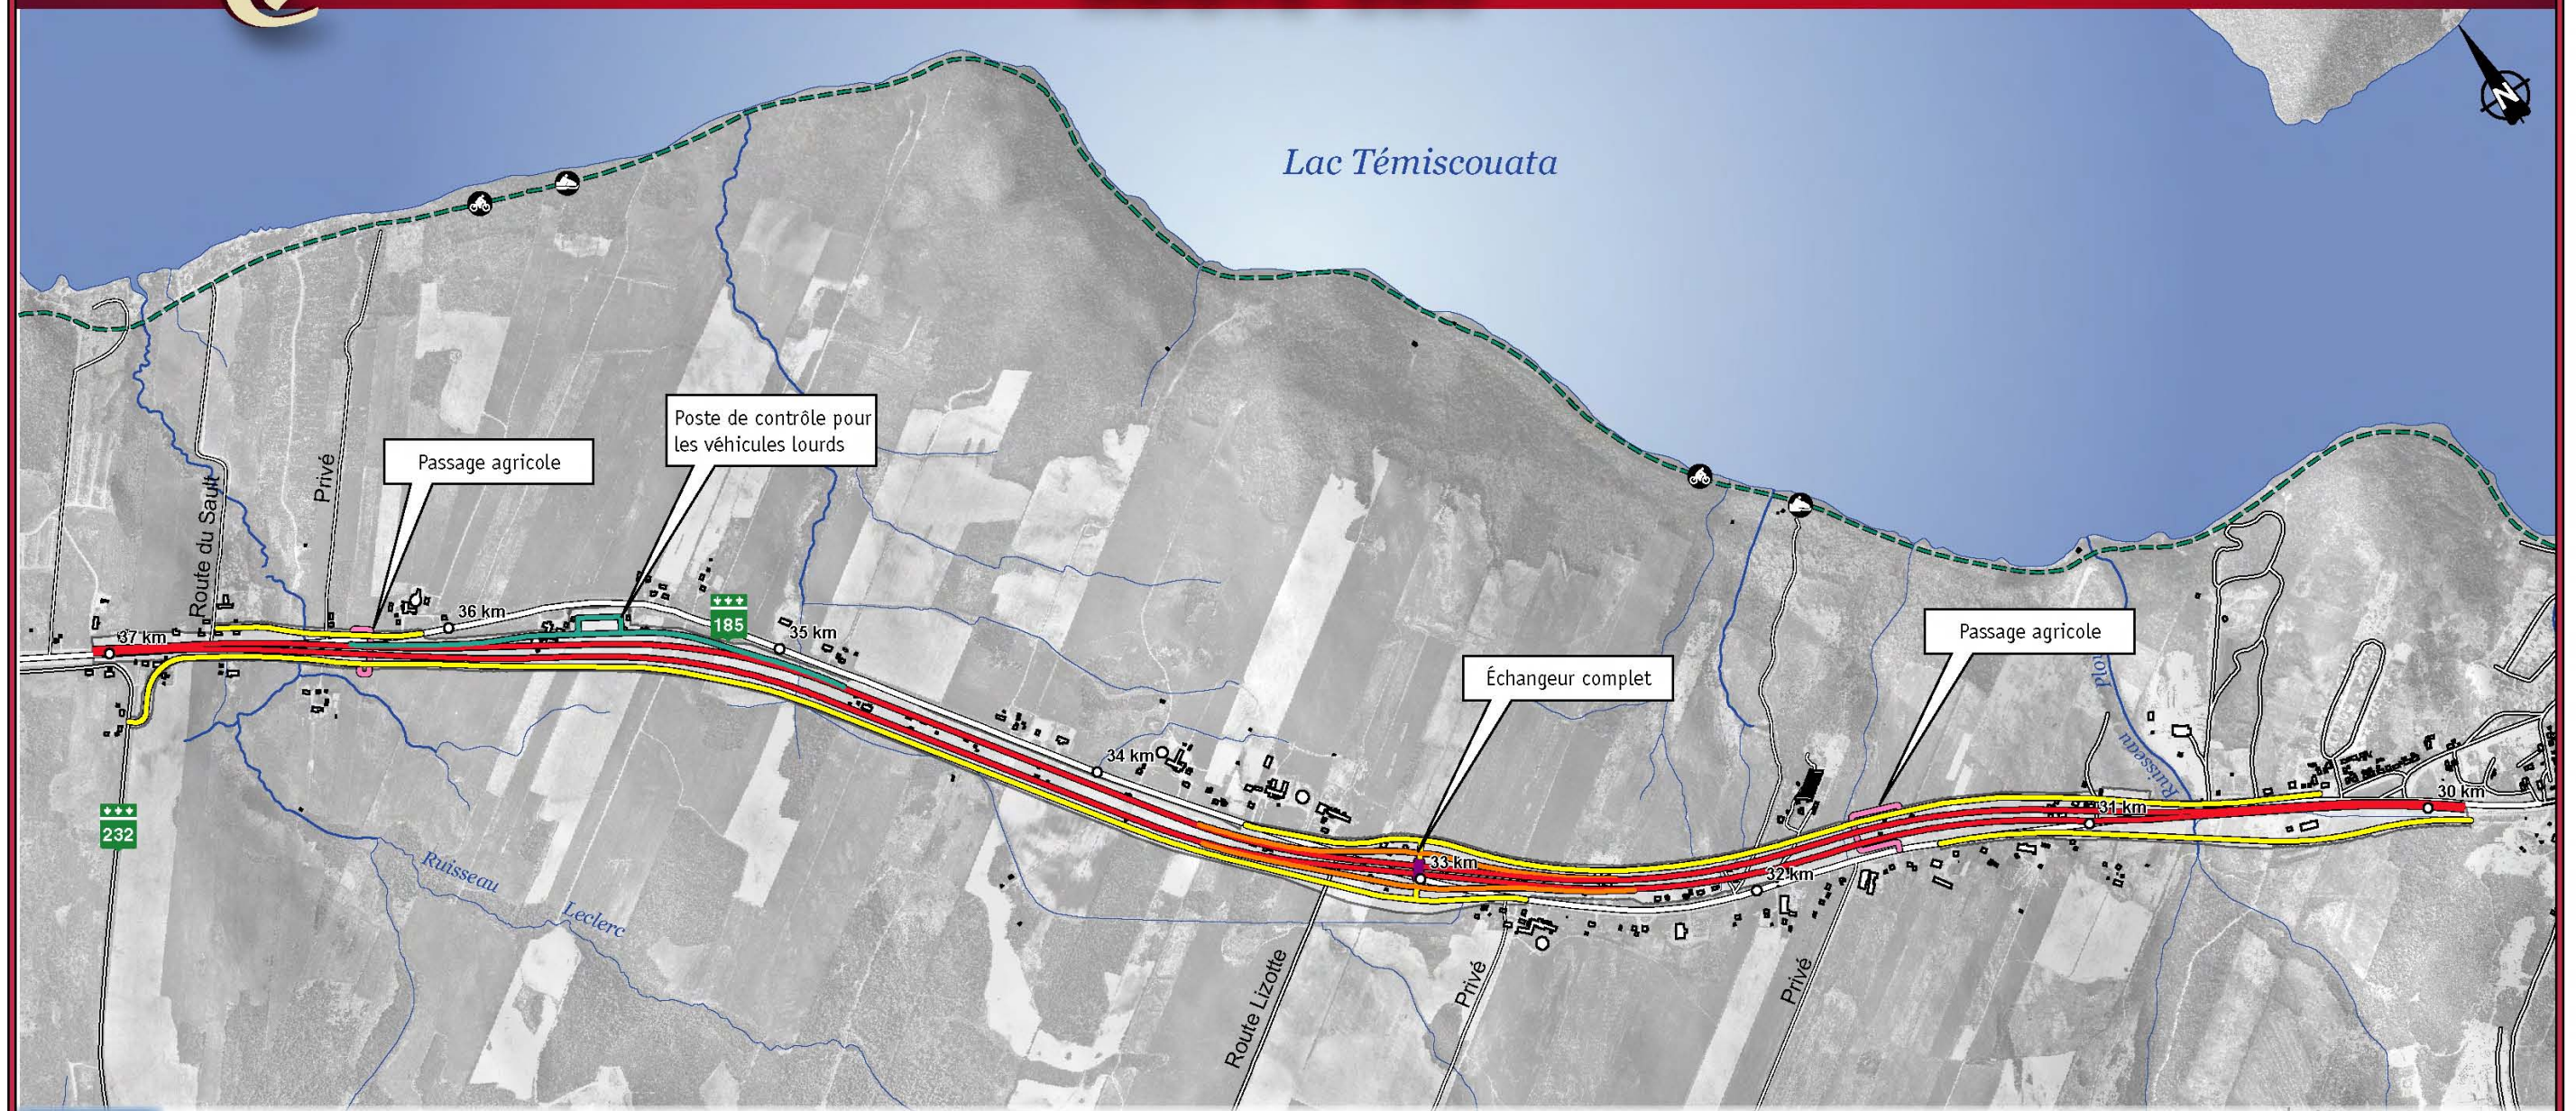 N
Lac Témiscouata
Poste de contrôle pour
les véhicules lourds
Passage agricole
Privé
Route du Sault
37 km
36 km
185
35 km
Passage agricole
Échangeur complet
34 km
33 km
32 km
31 km
30 km
Ruisseau
232
Ruisseau
Leclerc
Route Lizotte
Privé
Privé